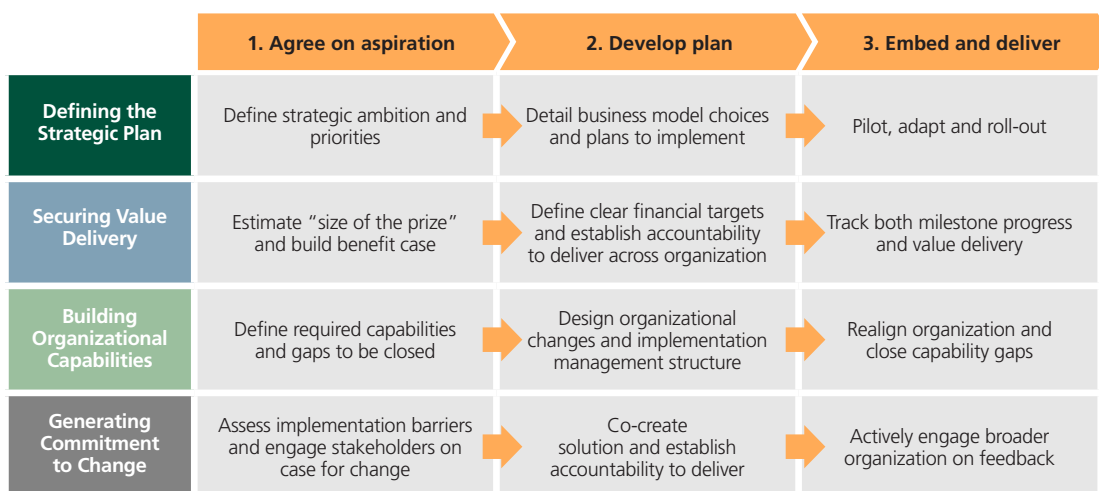 1. Agree on aspiration
2. Develop plan
3. Embed and deliver
Defining the
Strategic Plan
Define strategic ambition and
priorities
Detail business model choices
and plans to implement
Pilot, adapt and roll-out
Securing Value
Delivery
Estimate “size of the prize”
and build benefit case
Define clear financial targets
and establish accountability
to deliver across organization
Track both milestone progress
and value delivery
Building
Organizational
Capabilities
Define required capabilities
and gaps to be closed
Design organizational
changes and implementation
management structure
Realign organization and
close capability gaps
Generating
Commitment
to Change
Assess implementation barriers
and engage stakeholders on
case for change
Co-create
solution and establish
accountability to deliver
Actively engage broader
organization on feedback